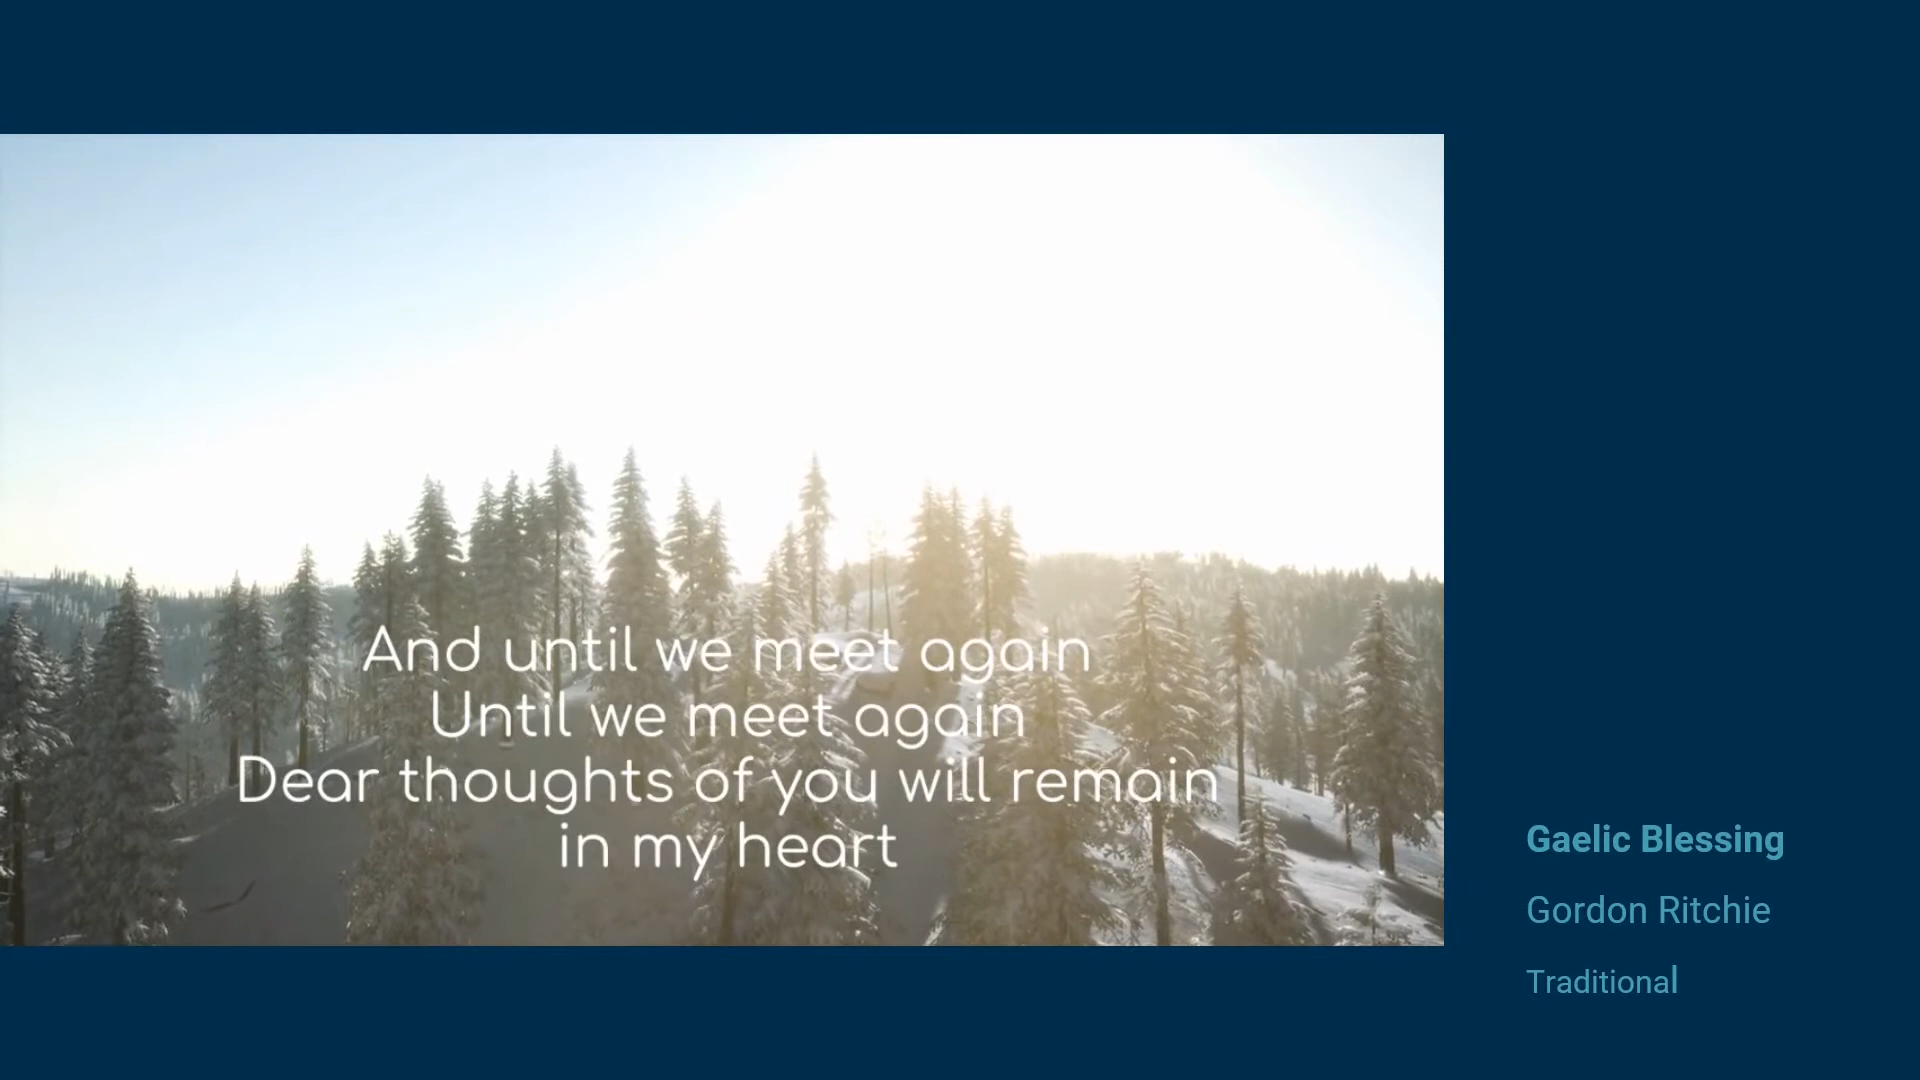 And until we meet again
Until we meet again
Dear thoughts of you will remain
in my heart
Gaelic Blessing
Gordon Ritchie
Traditional